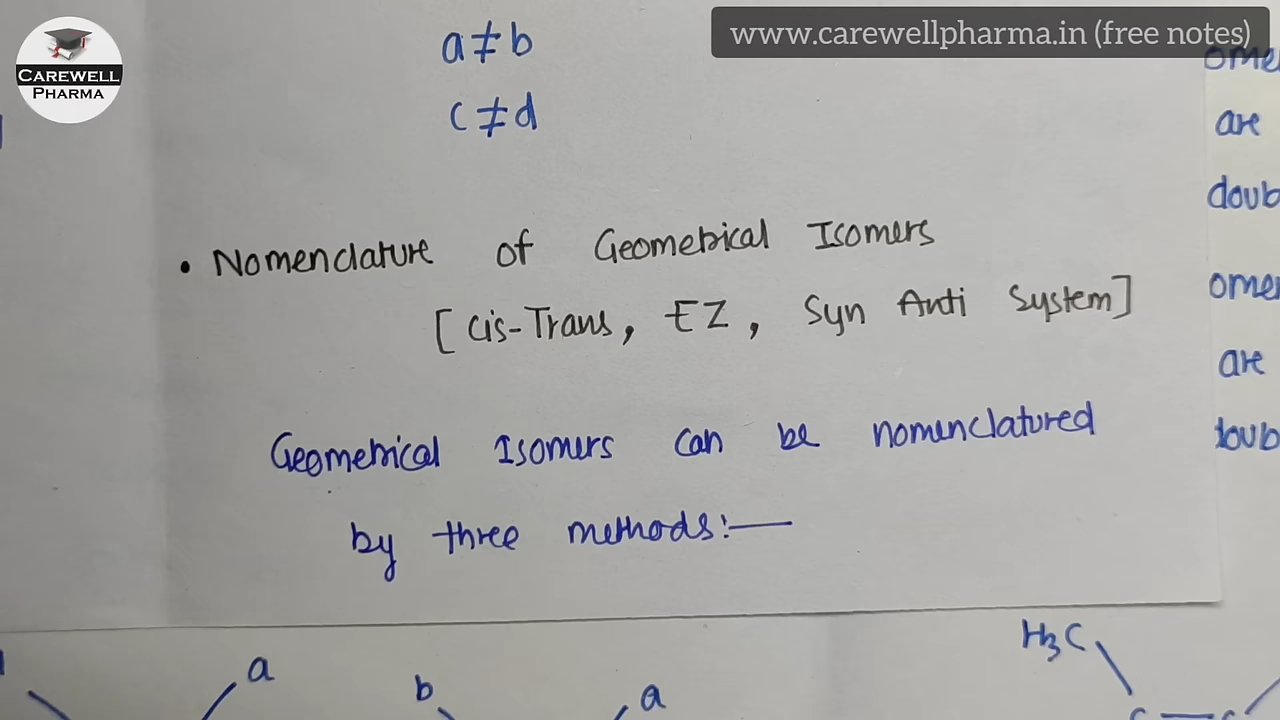 CAREWELL
PHARMA
www.carewellpharma.in (free notes)
a≠b
c≠d
• Nomenclature of Geometrical Isomers
[Cis-Trans, EZ, Syn Anti System]
Geometrical Isomers can be nomenclatured
by three methods:—
are
doub
are
doub
a
b
a
H₃C